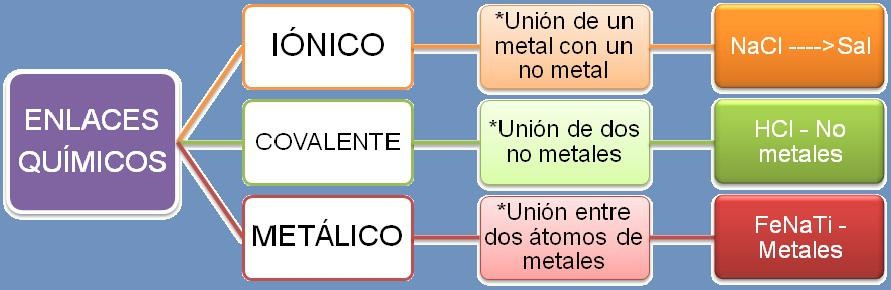 ENLACES
QUÍMICOS
IÓNICO
*Unión de un
metal con un
no metal
NaCl ---->Sal
COVALENTE
*Unión de dos
no metales
HCl - No
metales
METÁLICO
*Unión entre
dos átomos de
metales
FeNaTi -
Metales